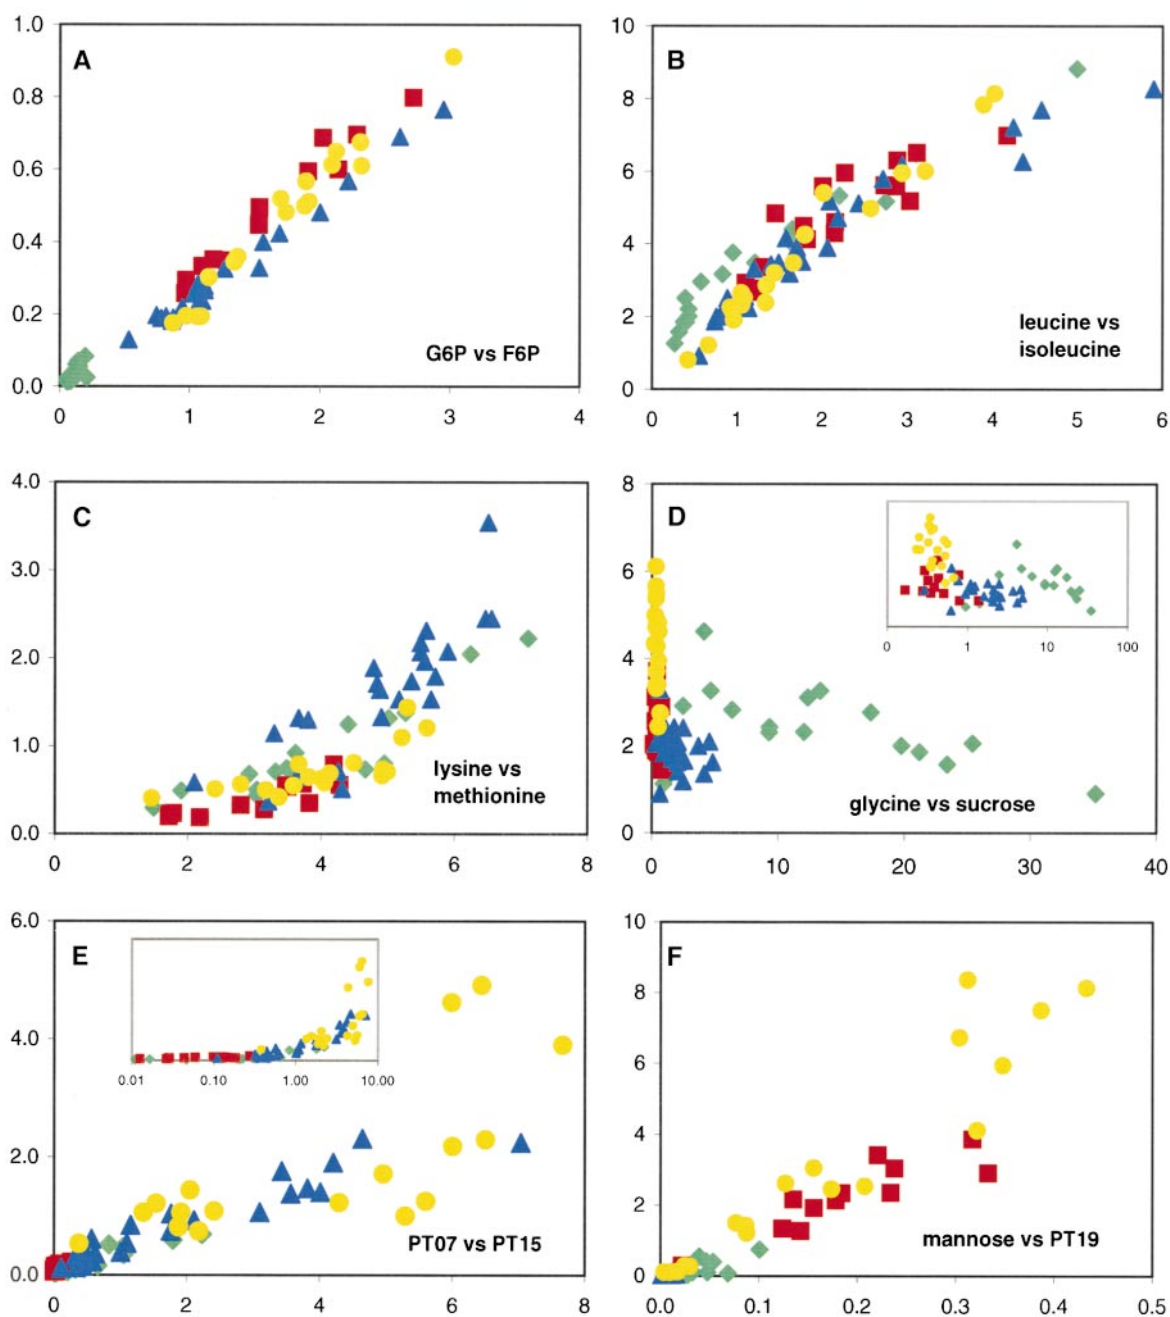 1.0
A
0.8
0.6
0.4
0.2
G6P vs F6P
0.0
0 1 2 3 4
10
B
8
6
4
2
leucine vs
isoleucine
0
0 1 2 3 4 5 6
4.0
C
3.0
2.0
1.0
lysine vs
methionine
0.0
0 2 4 6 8
8
D
0 1 10 100
6
4
2
glycine vs sucrose
0
0 10 20 30 40
6.0
E
0.01 0.10 1.00 10.00
4.0
2.0
PT07 vs PT15
0.0
0 2 4 6 8
10
F
8
6
4
2
mannose vs PT19
0
0.0 0.1 0.2 0.3 0.4 0.5